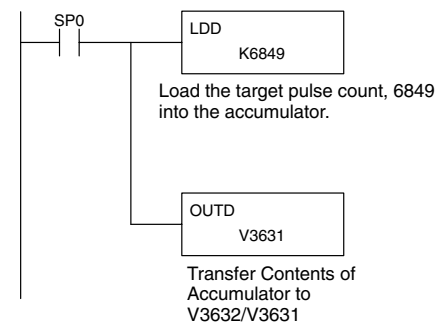 SP0
LDD
K6849
Load the target pulse count, 6849
into the accumulator.
OUTD
V3631
Transfer Contents of
Accumulator to
V3632/V3631